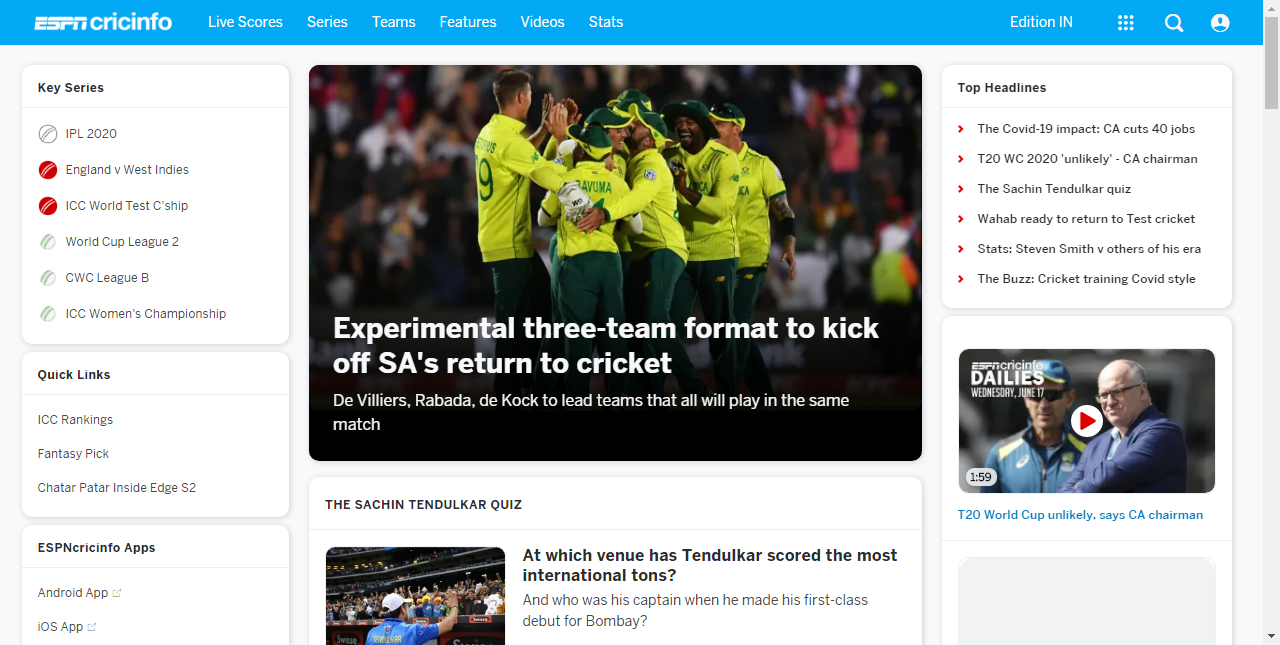 ESPN cricinfo
Live Scores
Series
Teams
Features
Videos
Stats
Edition IN
Key Series
IPL 2020
England v West Indies
ICC World Test C'ship
World Cup League 2
CWC League B
ICC Women's Championship
Quick Links
ICC Rankings
Fantasy Pick
Chatar Patar Inside Edge S2
ESPNcricinfo Apps
Android App
iOS App
BAVUMA
Experimental three-team format to kick
off SA's return to cricket
De Villiers, Rabada, de Kock to lead teams that all will play in the same
match
THE SACHIN TENDULKAR QUIZ
Swisse
Swisse
At which venue has Tendulkar scored the most
international tons?
And who was his captain when he made his first-class
debut for Bombay?
Top Headlines
The Covid-19 impact: CA cuts 40 jobs
T20 WC 2020 'unlikely' - CA chairman
The Sachin Tendulkar quiz
Wahab ready to return to Test cricket
Stats: Steven Smith v others of his era
The Buzz: Cricket training Covid style
ESPNcricinfo
DAILIES
WEDNESDAY, JUNE 17
1:59
T20 World Cup unlikely, says CA chairman